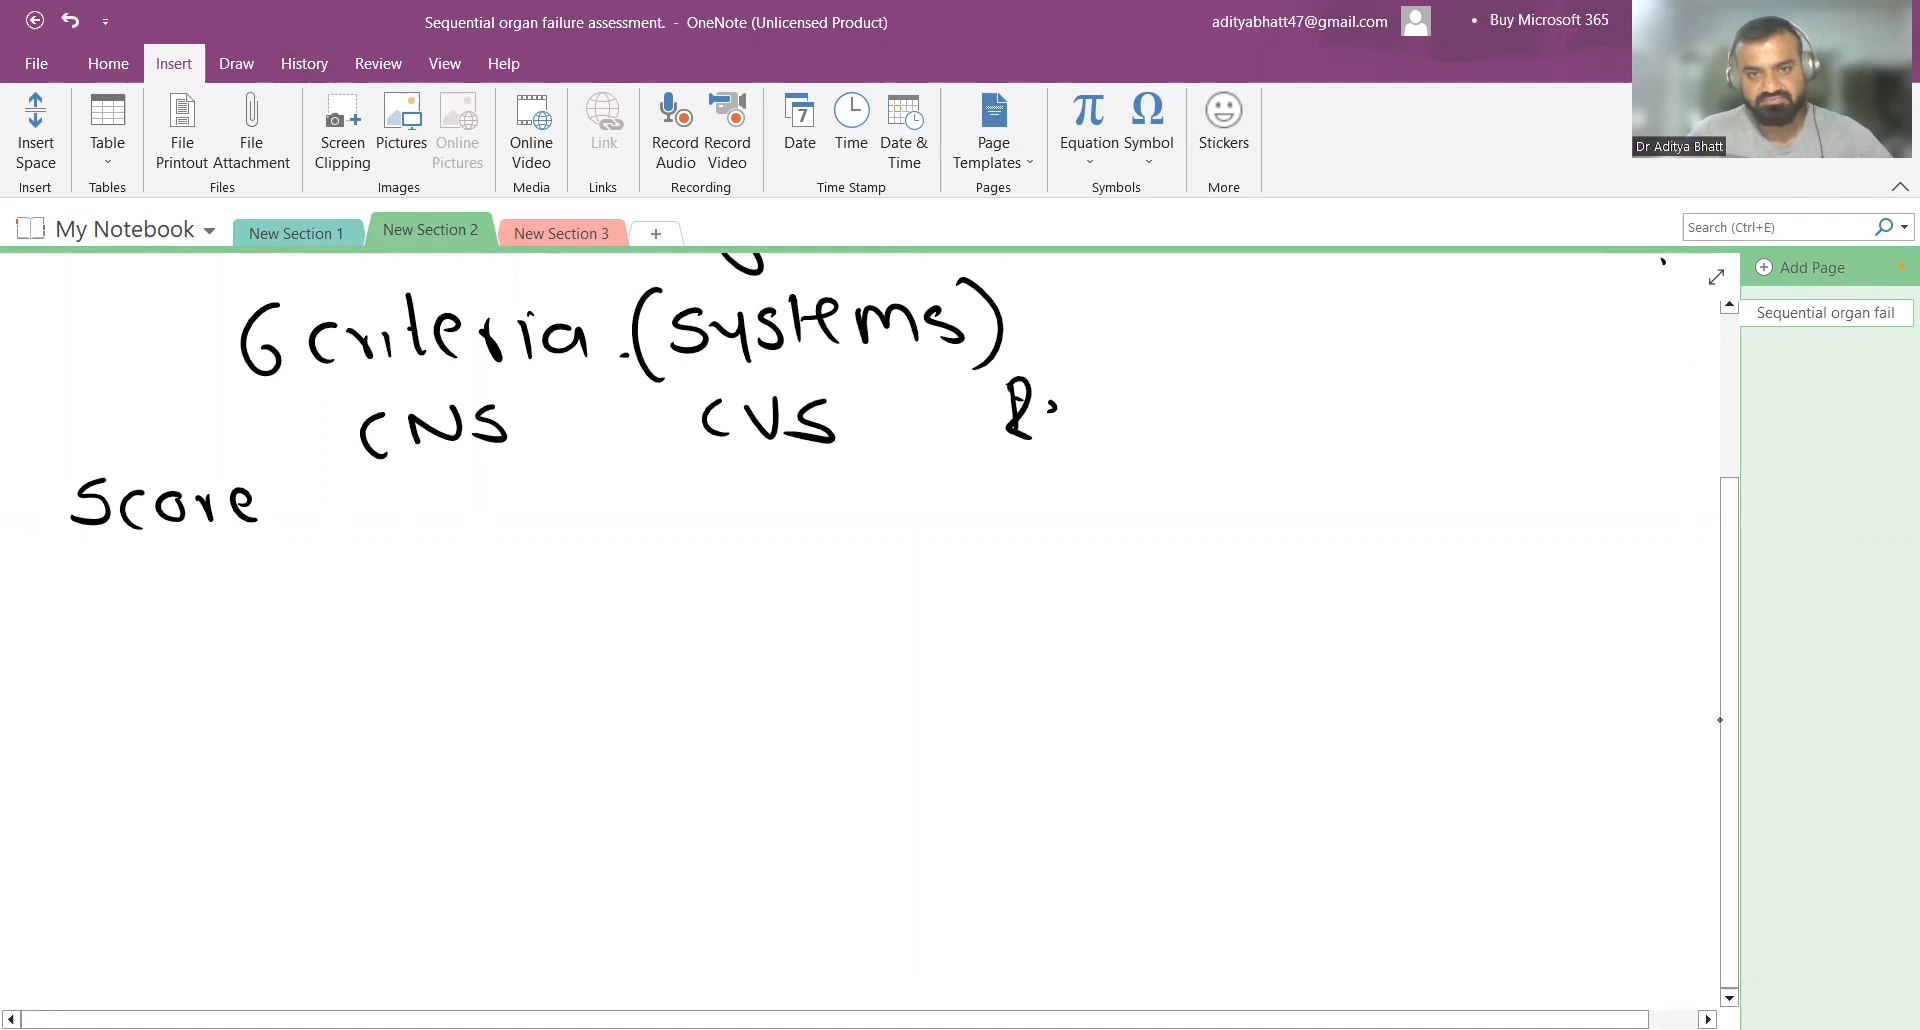 Sequential organ failure assessment. - OneNote (Unlicensed Product)
adityabhatt47@gmail.com
Buy Microsoft 365
File Home Insert Draw History Review View Help
Insert Space
Table
File Printout
File Attachment
Screen Clipping
Pictures
Online Pictures
Online Video
Link
Record Audio
Record Video
7
Date
Time
Date & Time
Page Templates
π
Equation
Ω
Symbol
Stickers
Insert Tables Files Images Media Links Recording Time Stamp Pages Symbols More
Dr Aditya Bhatt
My Notebook New Section 1 New Section 2 New Section 3 +
Search (Ctrl+E)
Add Page
Sequential organ fail
6 criteria. (systems)
CNS CVS
Score